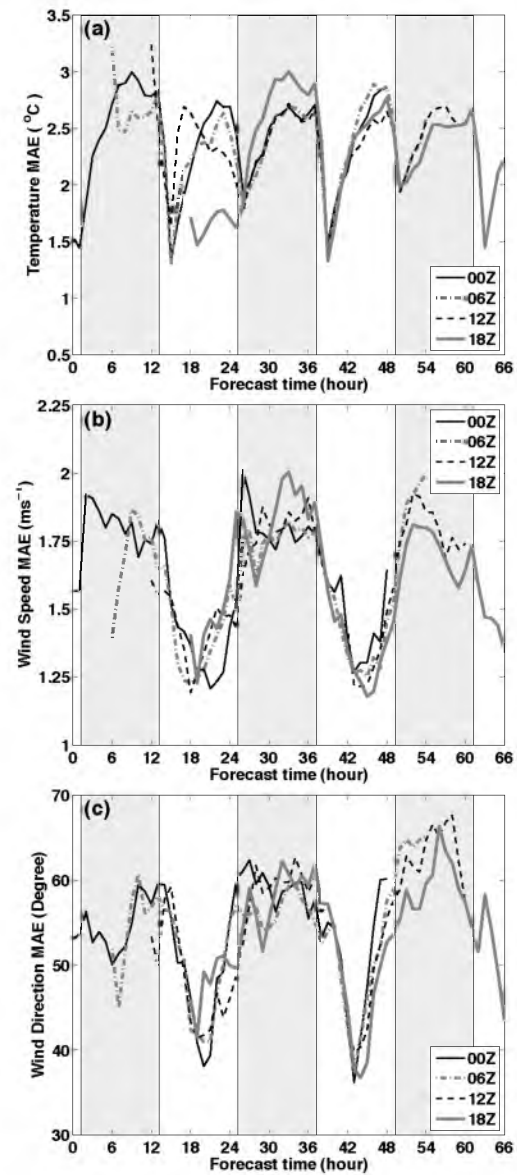 (a)
3.5
3
2.5
2
1.5
1
0.5
Temperature MAE ( °C)
00Z
06Z
12Z
18Z
0 6 12 18 24 30 36 42 48 54 60 66
Forecast time (hour)
(b)
2.25
2
1.75
1.5
1.25
1
Wind Speed MAE (ms⁻¹)
00Z
06Z
12Z
18Z
0 6 12 18 24 30 36 42 48 54 60 66
Forecast time (hour)
(c)
70
60
50
40
30
Wind Direction MAE (Degree)
00Z
06Z
12Z
18Z
0 6 12 18 24 30 36 42 48 54 60 66
Forecast time (hour)